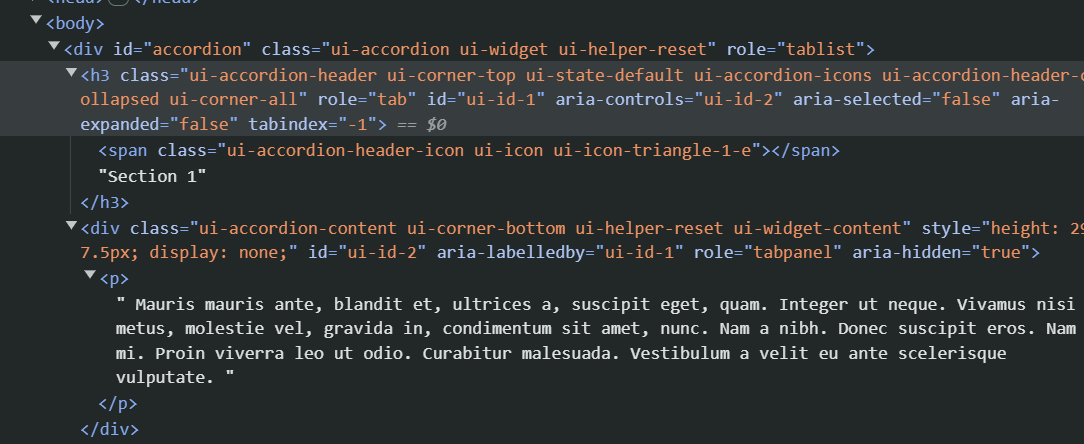 <head> </head>
<body>
<div id="accordion" class="ui-accordion ui-widget ui-helper-reset" role="tablist">
<h3 class="ui-accordion-header ui-corner-top ui-state-default ui-accordion-icons ui-accordion-header-c
ollapsed ui-corner-all" role="tab" id="ui-id-1" aria-controls="ui-id-2" aria-selected="false" aria-
expanded="false" tabindex="-1"> == $0
<span class="ui-accordion-header-icon ui-icon ui-icon-triangle-1-e"></span>
"Section 1"
</h3>
<div class="ui-accordion-content ui-corner-bottom ui-helper-reset ui-widget-content" style="height: 29
7.5px; display: none;" id="ui-id-2" aria-labelledby="ui-id-1" role="tabpanel" aria-hidden="true">
<p>
" Mauris mauris ante, blandit et, ultrices a, suscipit eget, quam. Integer ut neque. Vivamus nisi
metus, molestie vel, gravida in, condimentum sit amet, nunc. Nam a nibh. Donec suscipit eros. Nam
mi. Proin viverra leo ut odio. Curabitur malesuada. Vestibulum a velit eu ante scelerisque
vulputate. "
</p>
</div>